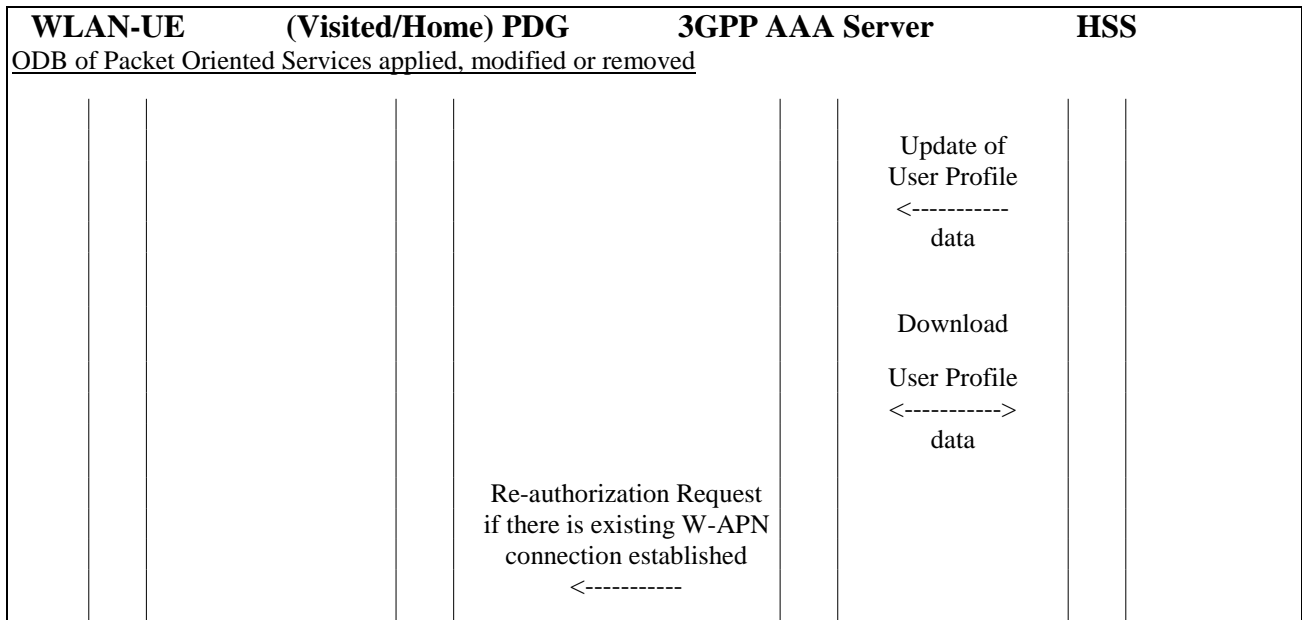 WLAN-UE (Visited/Home) PDG 3GPP AAA Server HSS
ODB of Packet Oriented Services applied, modified or removed
Update of
User Profile
<-----------
data
Download
User Profile
<----------->
data
Re-authorization Request
if there is existing W-APN
connection established
<-----------